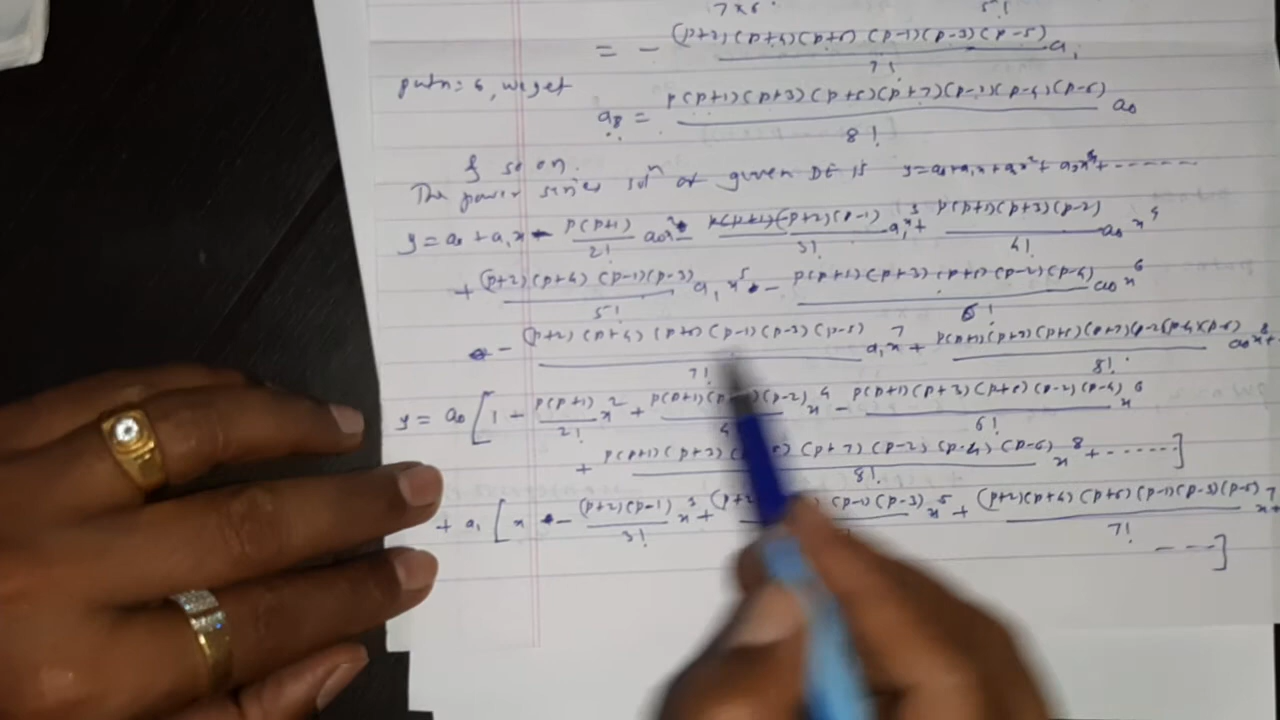 7×6 . 5!
= - (p+2)(p+4)(p+6)(p-1)(p-3)(p-5) / 7! a₁
put n=6, we get
a₈ = p(p+1)(p+3)(p+5)(p+7)(p-2)(p-4)(p-6) / 8! a₀
& so on.
The power series solⁿ of given DE is y=a₀+a₁x+a₂x²+ a₃x³+ ------
y = a₀ + a₁x - p(p+1)/2! a₀x² - (p+2)(p-1)/3! a₁x³ + p(p+1)(p+3)(p-2)/4! a₀x⁴
+ (p+2)(p+4)(p-1)(p-3)/5! a₁x⁵ - p(p+1)(p+3)(p+5)(p-2)(p-4)/6! a₀x⁶
- (p+2)(p+4)(p+6)(p-1)(p-3)(p-5)/7! a₁x⁷ + p(p+1)(p+3)(p+5)(p+7)(p-2)(p-4)(p-6)/8! a₀x⁸+
y = a₀ [1 - p(p+1)/2! x² + p(p+1)(p-2) x⁴ - p(p+1)(p+3)(p+5)(p-2)(p-4)/6! x⁶
+ p(p+1)(p+3)(p+7)(p-2)(p-4)(p-6)/8! x⁸ + ------]
+ a₁ [x - (p+2)(p-1)/3! x³ + (p+2 (p-1)(p-3) x⁵ + (p+2)(p+4)(p+6)(p-1)(p-3)(p-5)/7! x⁷+
----]